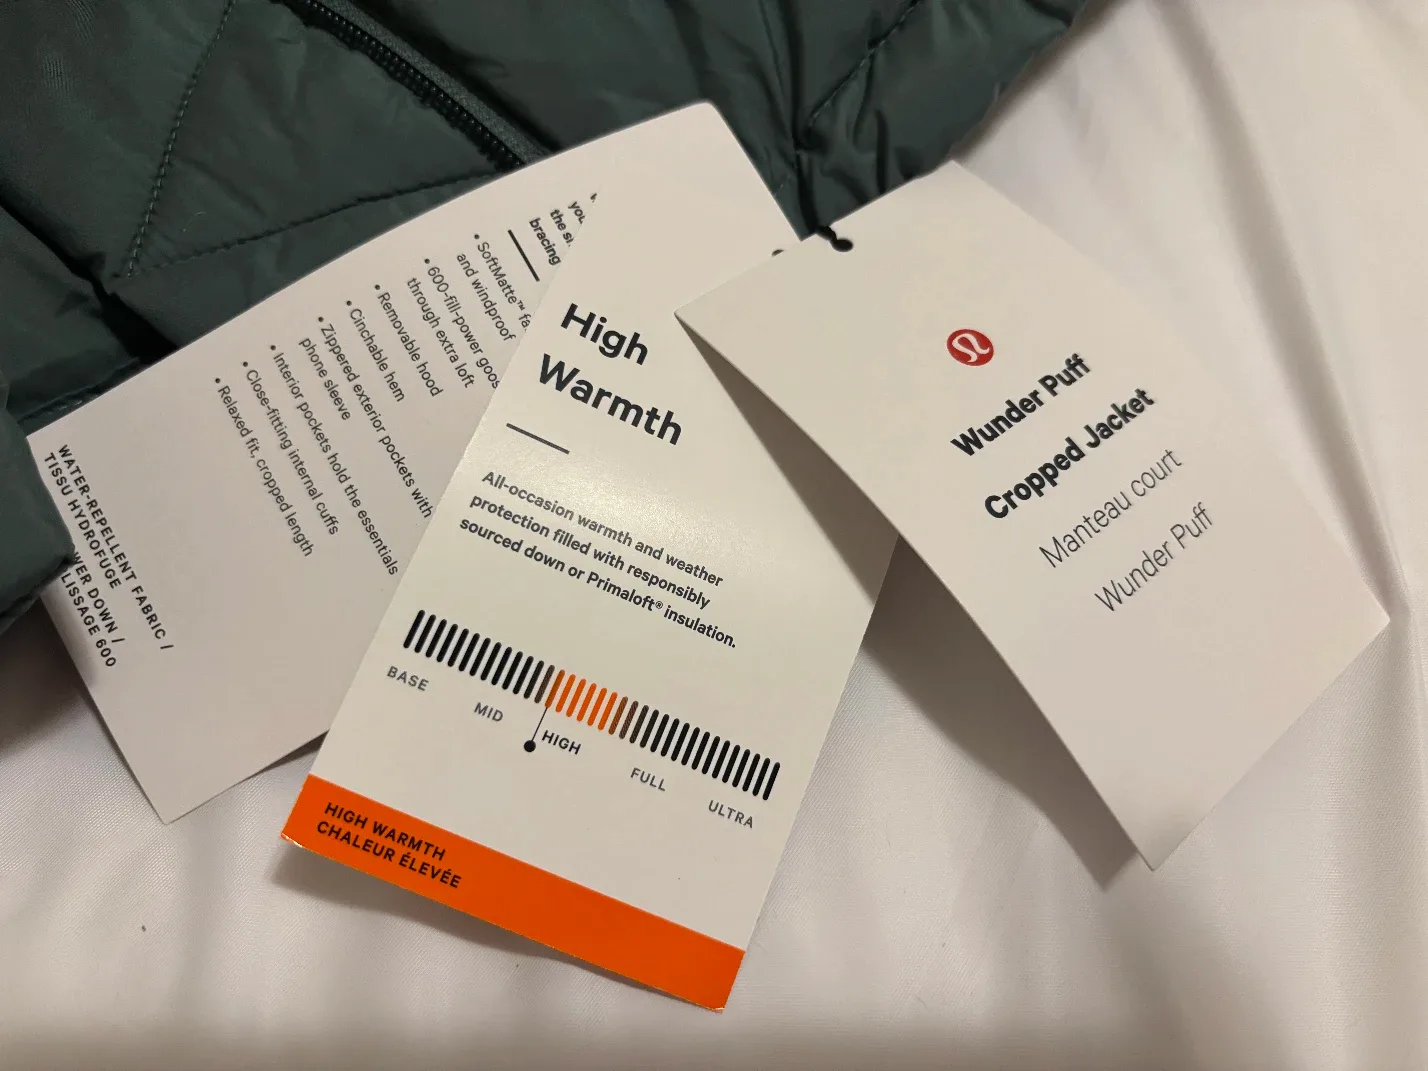 the
bracing
• SoftMatte™
and windproof
• 600-fill-power
through extra loft
• Removable hood
• Cinchable hem
• Zippered exterior pockets with
phone sleeve
• Interior pockets hold the essentials
• Close-fitting internal cuffs
• Relaxed fit, cropped length
WATER-REPELLENT FABRIC /
TISSU HYDROFUGE
DOWN /
600
High
Warmth
All-occasion warmth and weather
protection filled with responsibly
sourced down or Primaloft® insulation.
BASE
MID
HIGH
FULL
ULTRA
HIGH WARMTH
CHALEUR ÉLEVÉE
Wunder Puff
Cropped Jacket
Manteau court
Wunder Puff